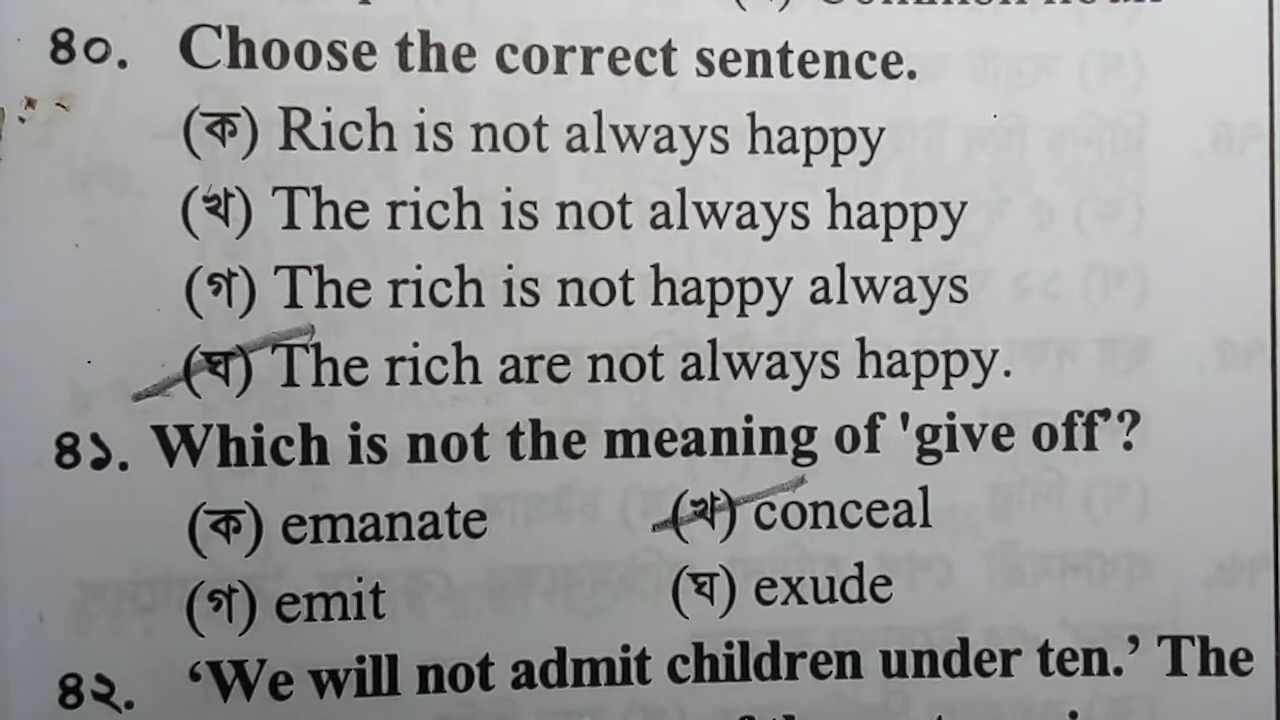 ৪০. Choose the correct sentence.
(ক) Rich is not always happy
(খ) The rich is not always happy
(গ) The rich is not happy always
(ঘ) The rich are not always happy.
৪১. Which is not the meaning of 'give off'?
(ক) emanate (খ) conceal
(গ) emit (ঘ) exude
৪২. ‘We will not admit children under ten.’ The